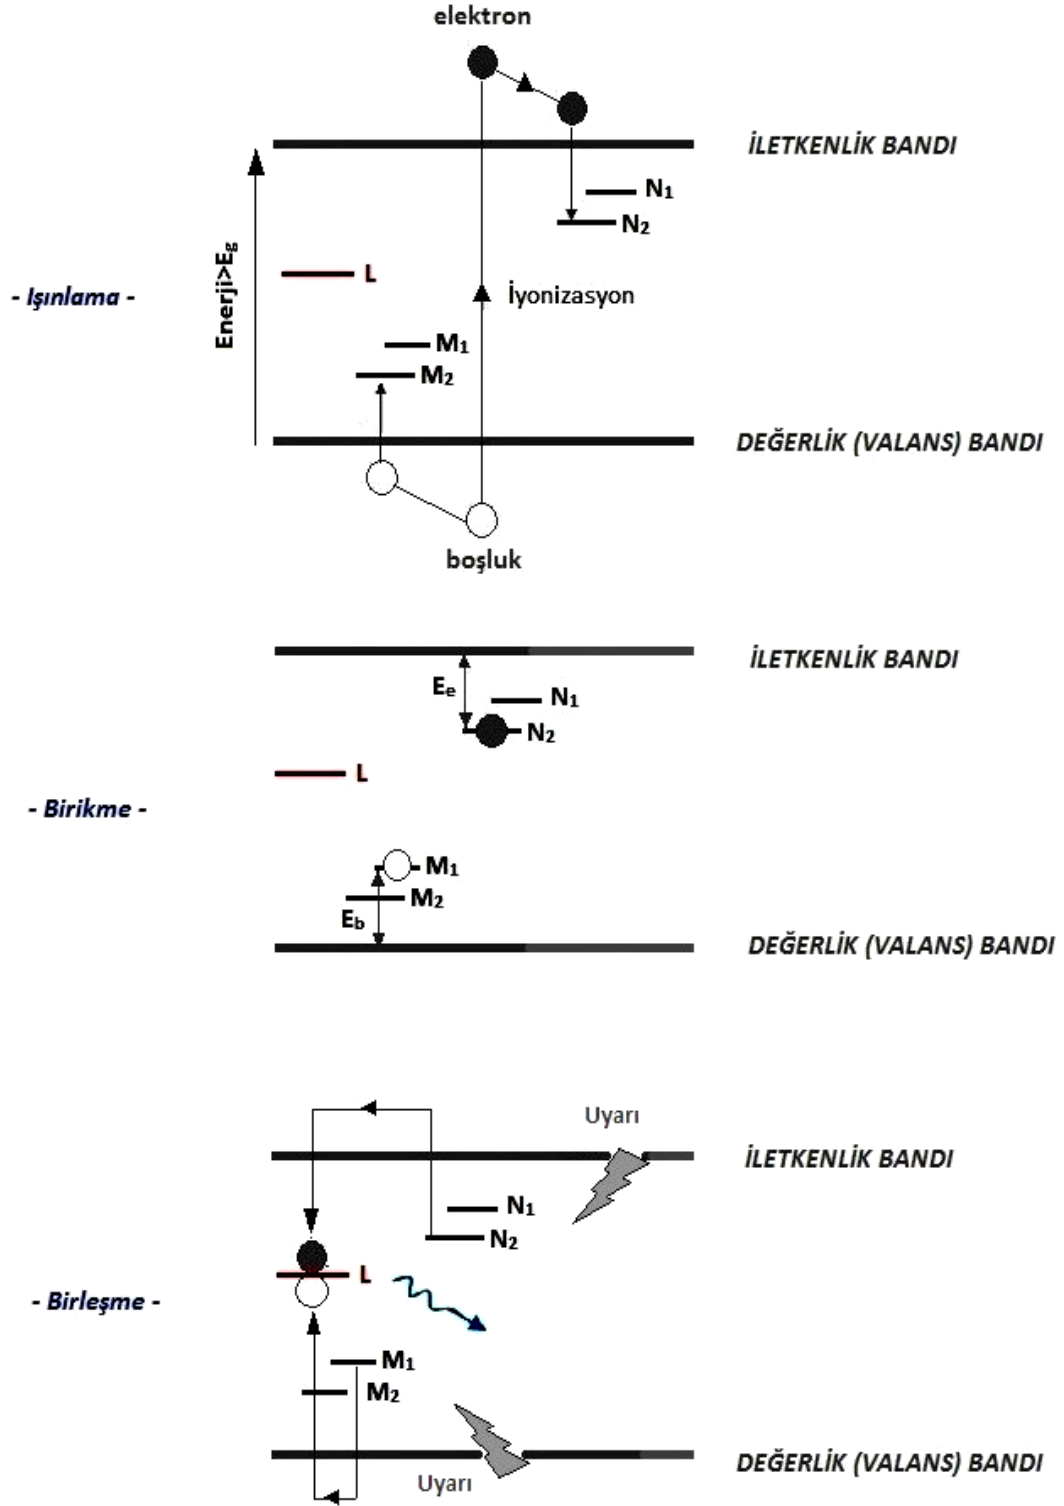 elektron
İLETKENLİK BANDI
N₁
N₂
Enerji>E_g
L
- Işınlama -
İyonizasyon
M₁
M₂
DEĞERLİK (VALANS) BANDI
boşluk
İLETKENLİK BANDI
Eₑ
N₁
N₂
L
- Birikme -
M₁
M₂
E_b
DEĞERLİK (VALANS) BANDI
Uyarı
İLETKENLİK BANDI
N₁
N₂
L
- Birleşme -
M₁
M₂
DEĞERLİK (VALANS) BANDI
Uyarı